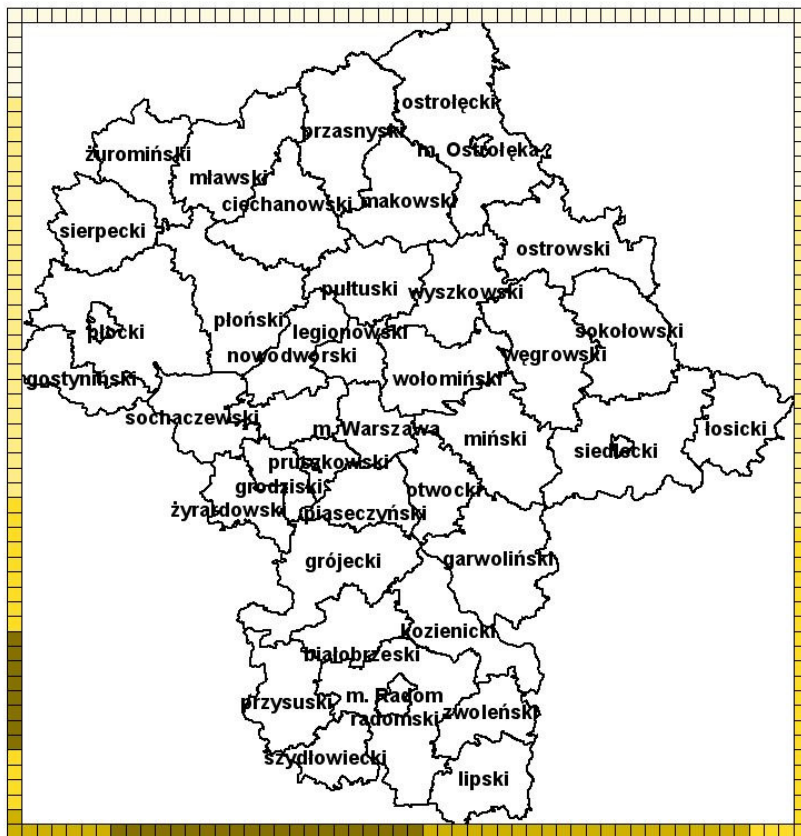 ostrołęcki
przasnyski
m. Ostrołęka
żuromiński
mławski
ciechanowski
makowski
sierpecki
ostrowski
pułtuski
wyszkowski
płoński
legionowski
sokołowski
płocki
nowodworski
węgrowski
gostyniński
wołomiński
sochaczewski
m. Warszawa
miński
łosicki
siedlecki
pruszkowski
grodziski
otwocki
żyrardowski
piaseczyński
grójecki
garwoliński
kozienicki
białobrzeski
m. Radom
przysuski
radomski
zwoleński
szydłowiecki
lipski